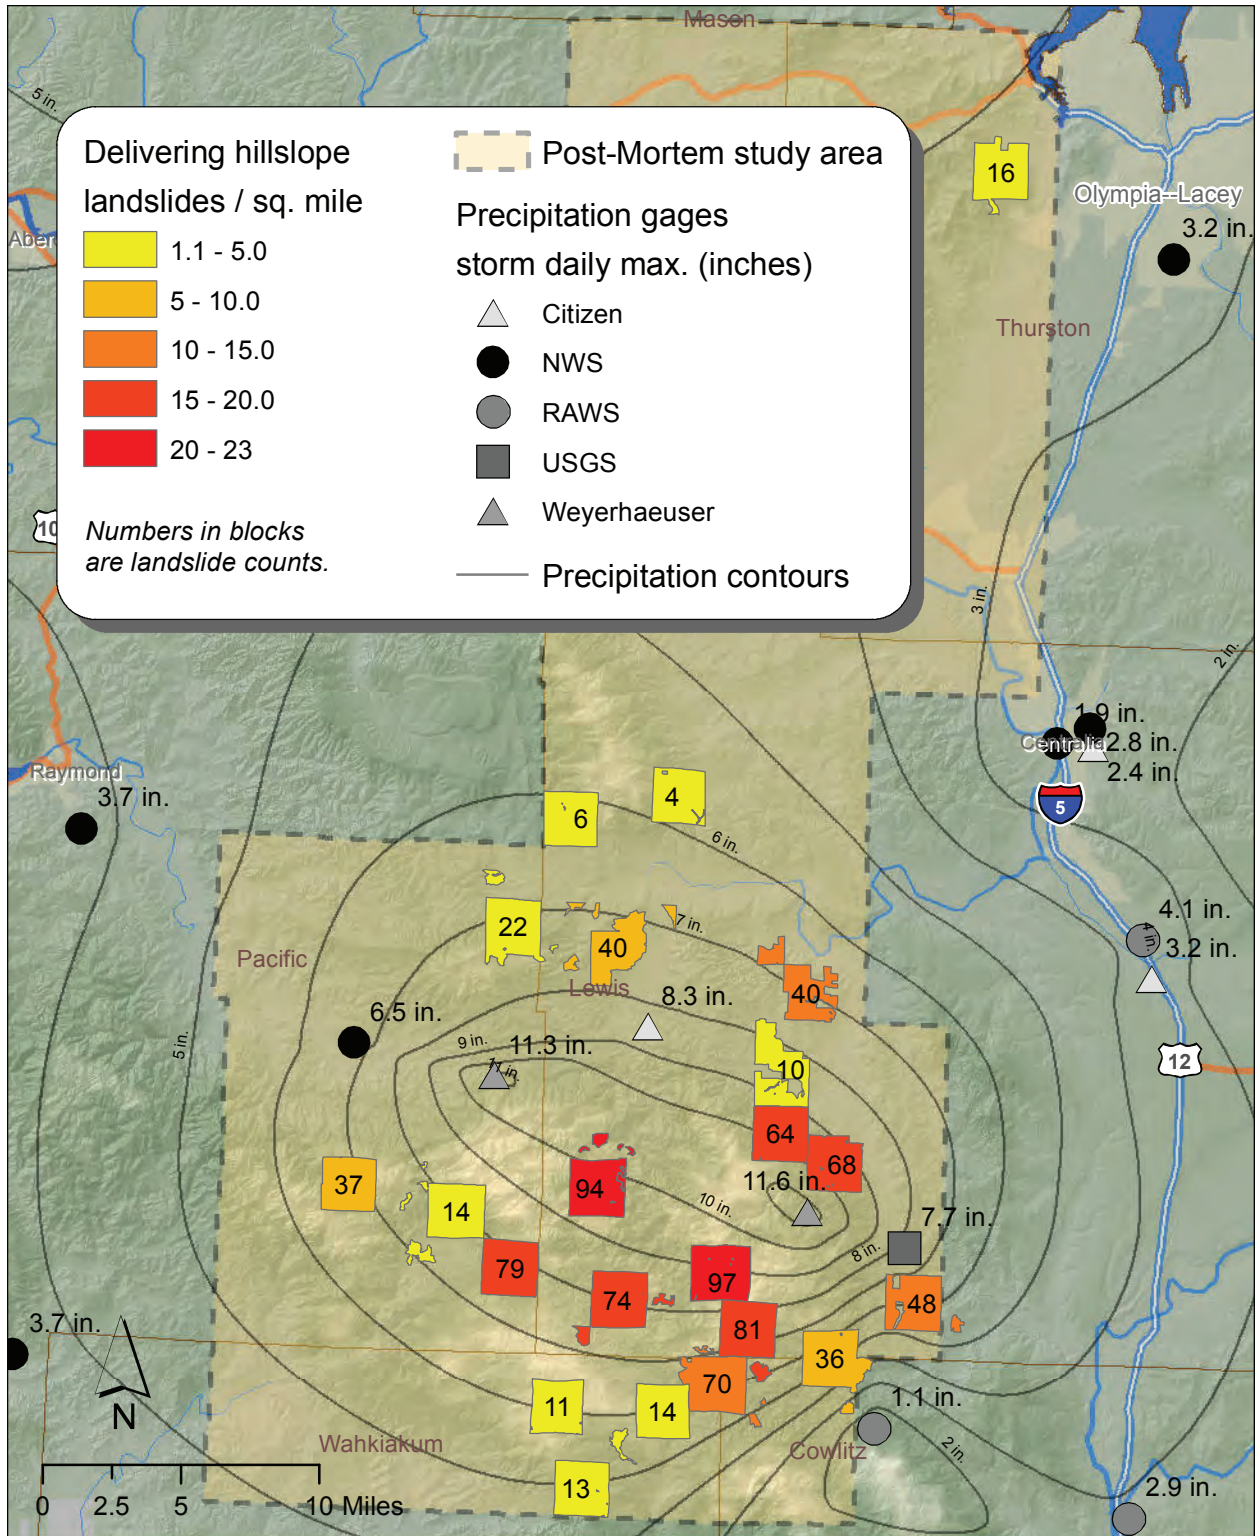 Mason
5 in.
Delivering hillslope
landslides / sq. mile
1.1 - 5.0
5 - 10.0
10 - 15.0
15 - 20.0
20 - 23
Numbers in blocks
are landslide counts.
Post-Mortem study area
Precipitation gages
storm daily max. (inches)
Citizen
NWS
RAWS
USGS
Weyerhaeuser
Precipitation contours
16
Olympia--Lacey
3.2 in.
Aber
Thurston
10
3 in.
2 in.
1.9 in.
Centralia
2.8 in.
2.4 in.
Raymond
3.7 in.
5
4
6
6 in.
7 in.
22
40
4.1 in.
4 in.
3.2 in.
Pacific
Lewis
40
8.3 in.
6.5 in.
9 in.
11.3 in.
11 in.
5 in.
10
12
64
68
94
37
14
11.6 in.
10 in.
7.7 in.
8 in.
79
97
74
48
81
3.7 in.
36
70
N
11
14
1.1 in.
Wahkiakum
Cowlitz
2 in.
13
2.9 in.
0 2.5 5 10 Miles